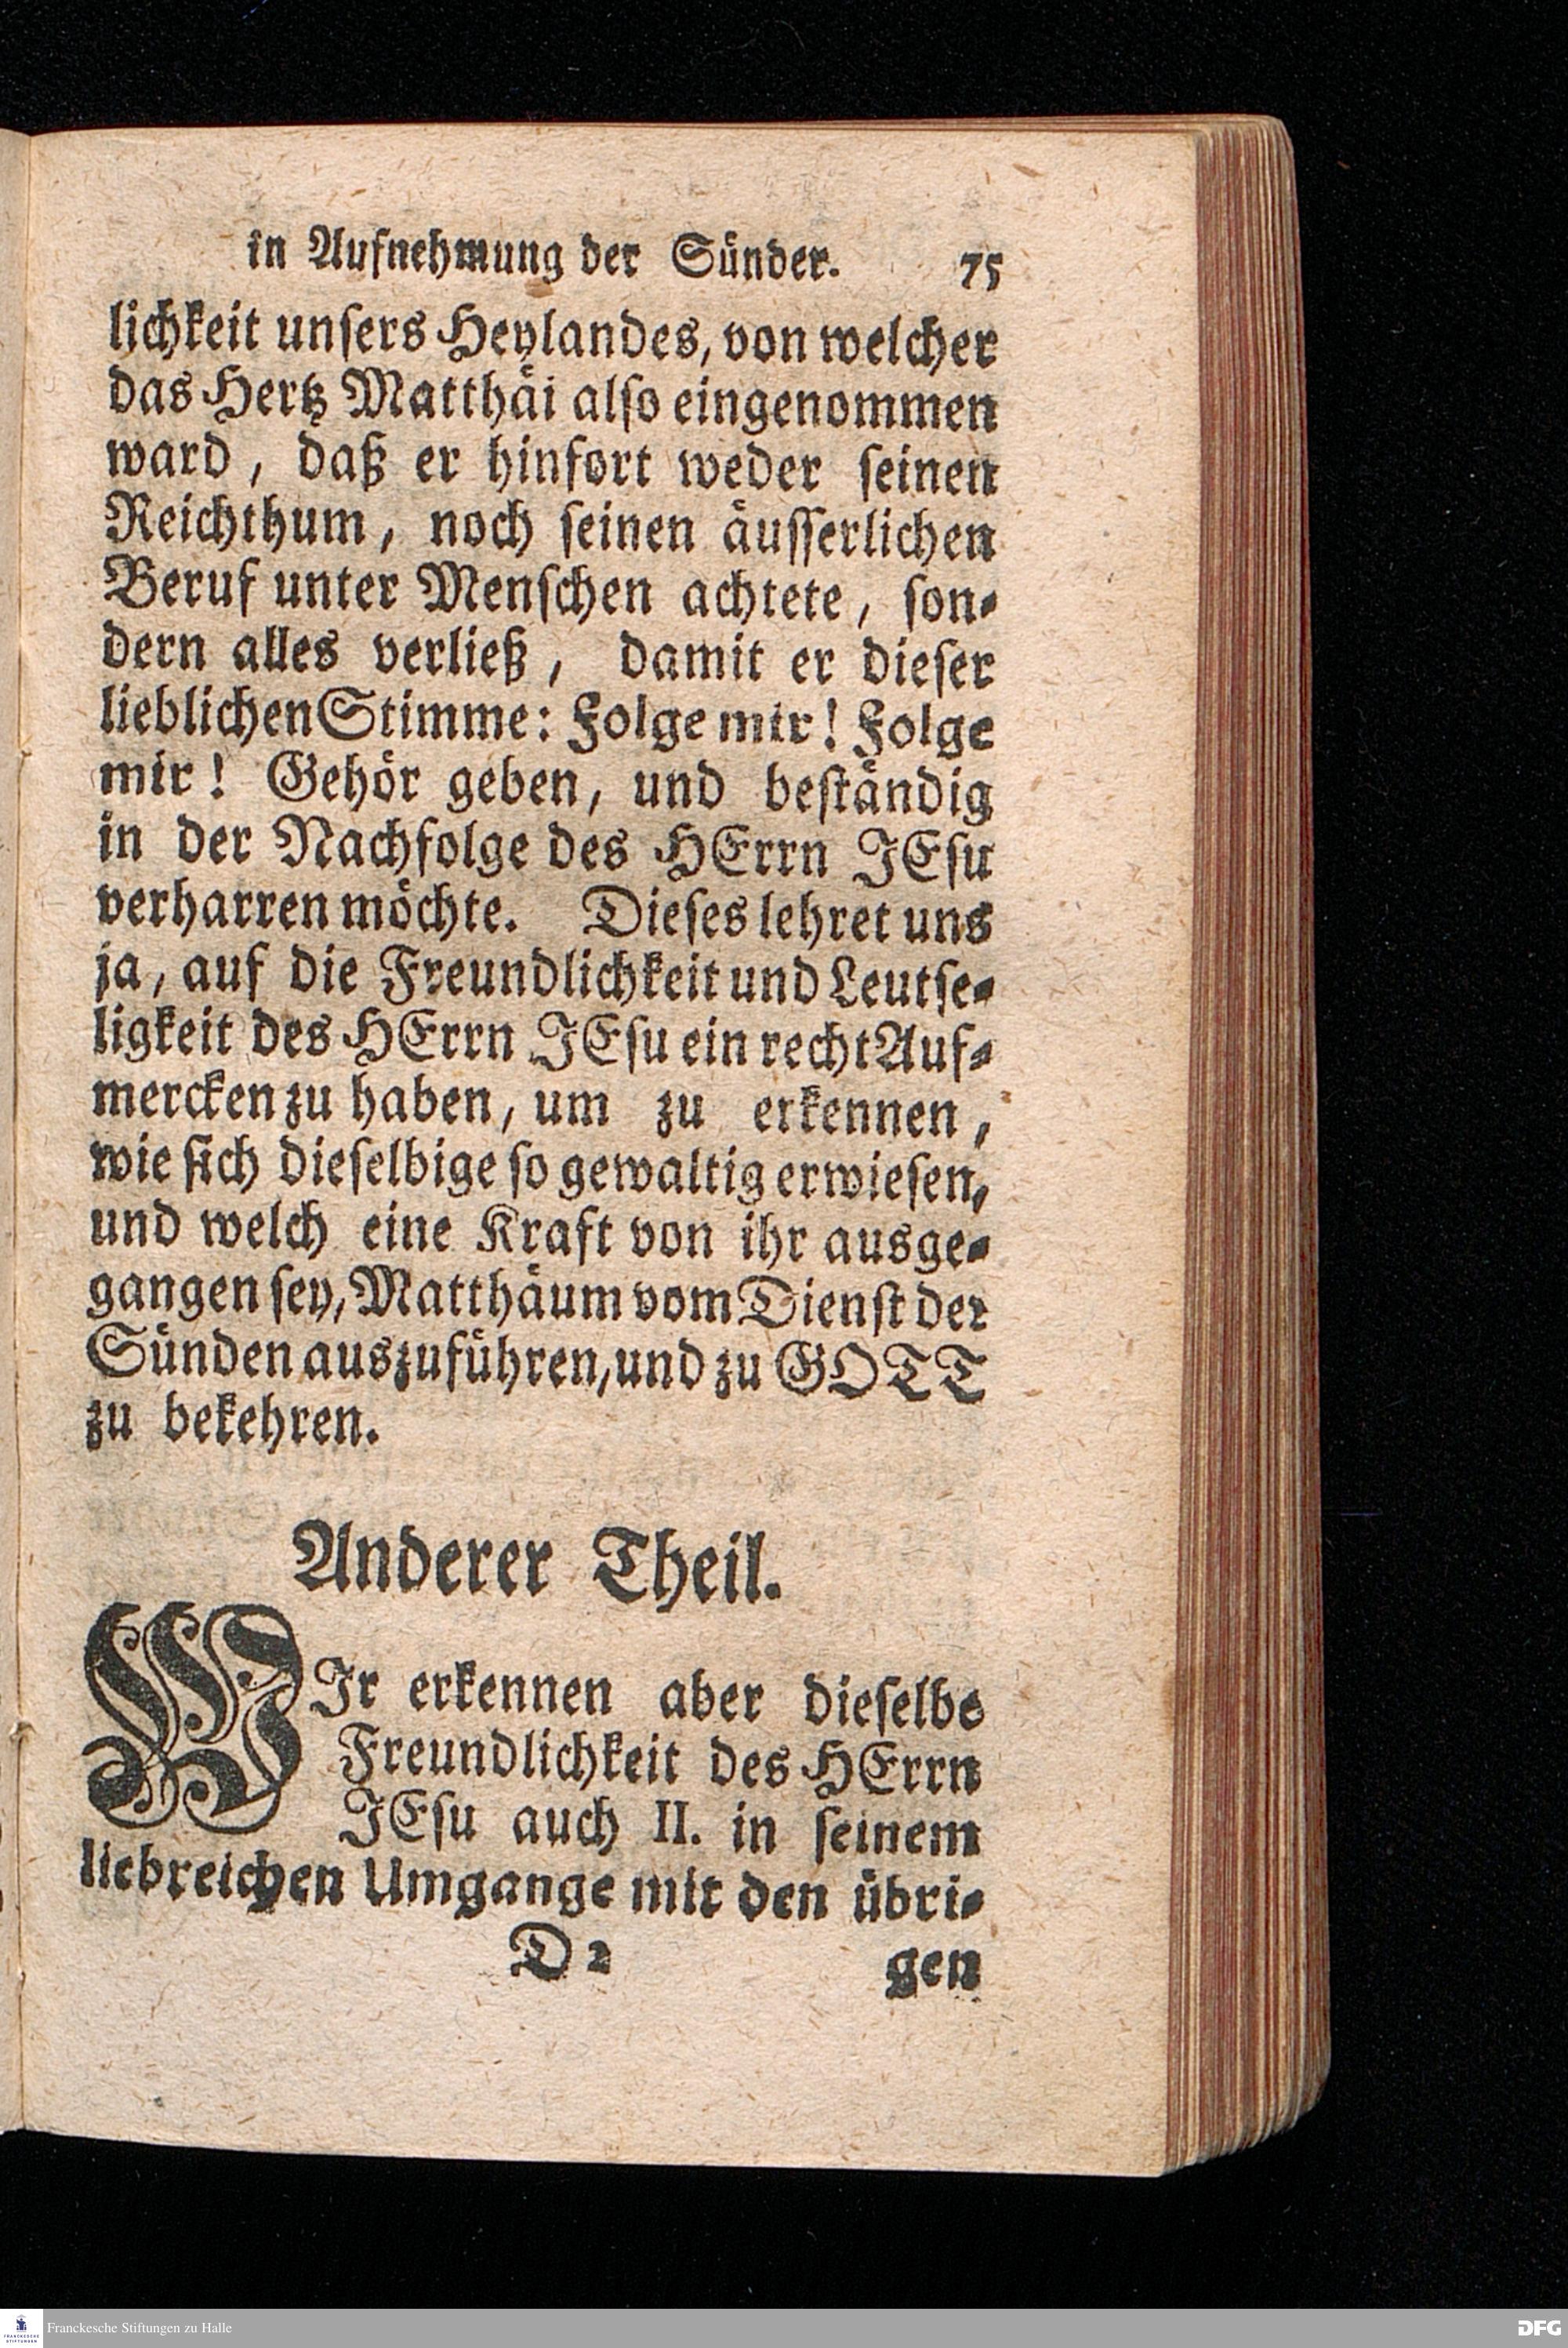 in Aufnehmung der Sünder. 75
lichkeit unsers Heylandes, von welcher
das Hertz Matthäi also eingenommen
ward, daß er hinfort weder seinen
Reichthum, noch seinen äusserlichen
Beruf unter Menschen achtete, son-
dern alles verließ, damit er dieser
lieblichen Stimme: Folge mir! Folge
mir! Gehör geben, und beständig
in der Nachfolge des HErrn JEsu
verharren möchte. Dieses lehret uns
ja, auf die Freundlichkeit und Leutse-
ligkeit des HErrn JEsu ein recht Auf-
mercken zu haben, um zu erkennen,
wie sich dieselbige so gewaltig erwiesen,
und welch eine Kraft von ihr ausge-
gangen sey, Matthäum vom Dienst der
Sünden auszuführen, und zu GOTT
zu bekehren.
Anderer Theil.
WIr erkennen aber dieselbe
Freundlichkeit des HErrn
JEsu auch II. in seinem
liebreichen Umgange mit den übri-
D 2 gen
Franckesche Stiftungen zu Halle
FRANCKESCHE STIFTUNGEN
DFG